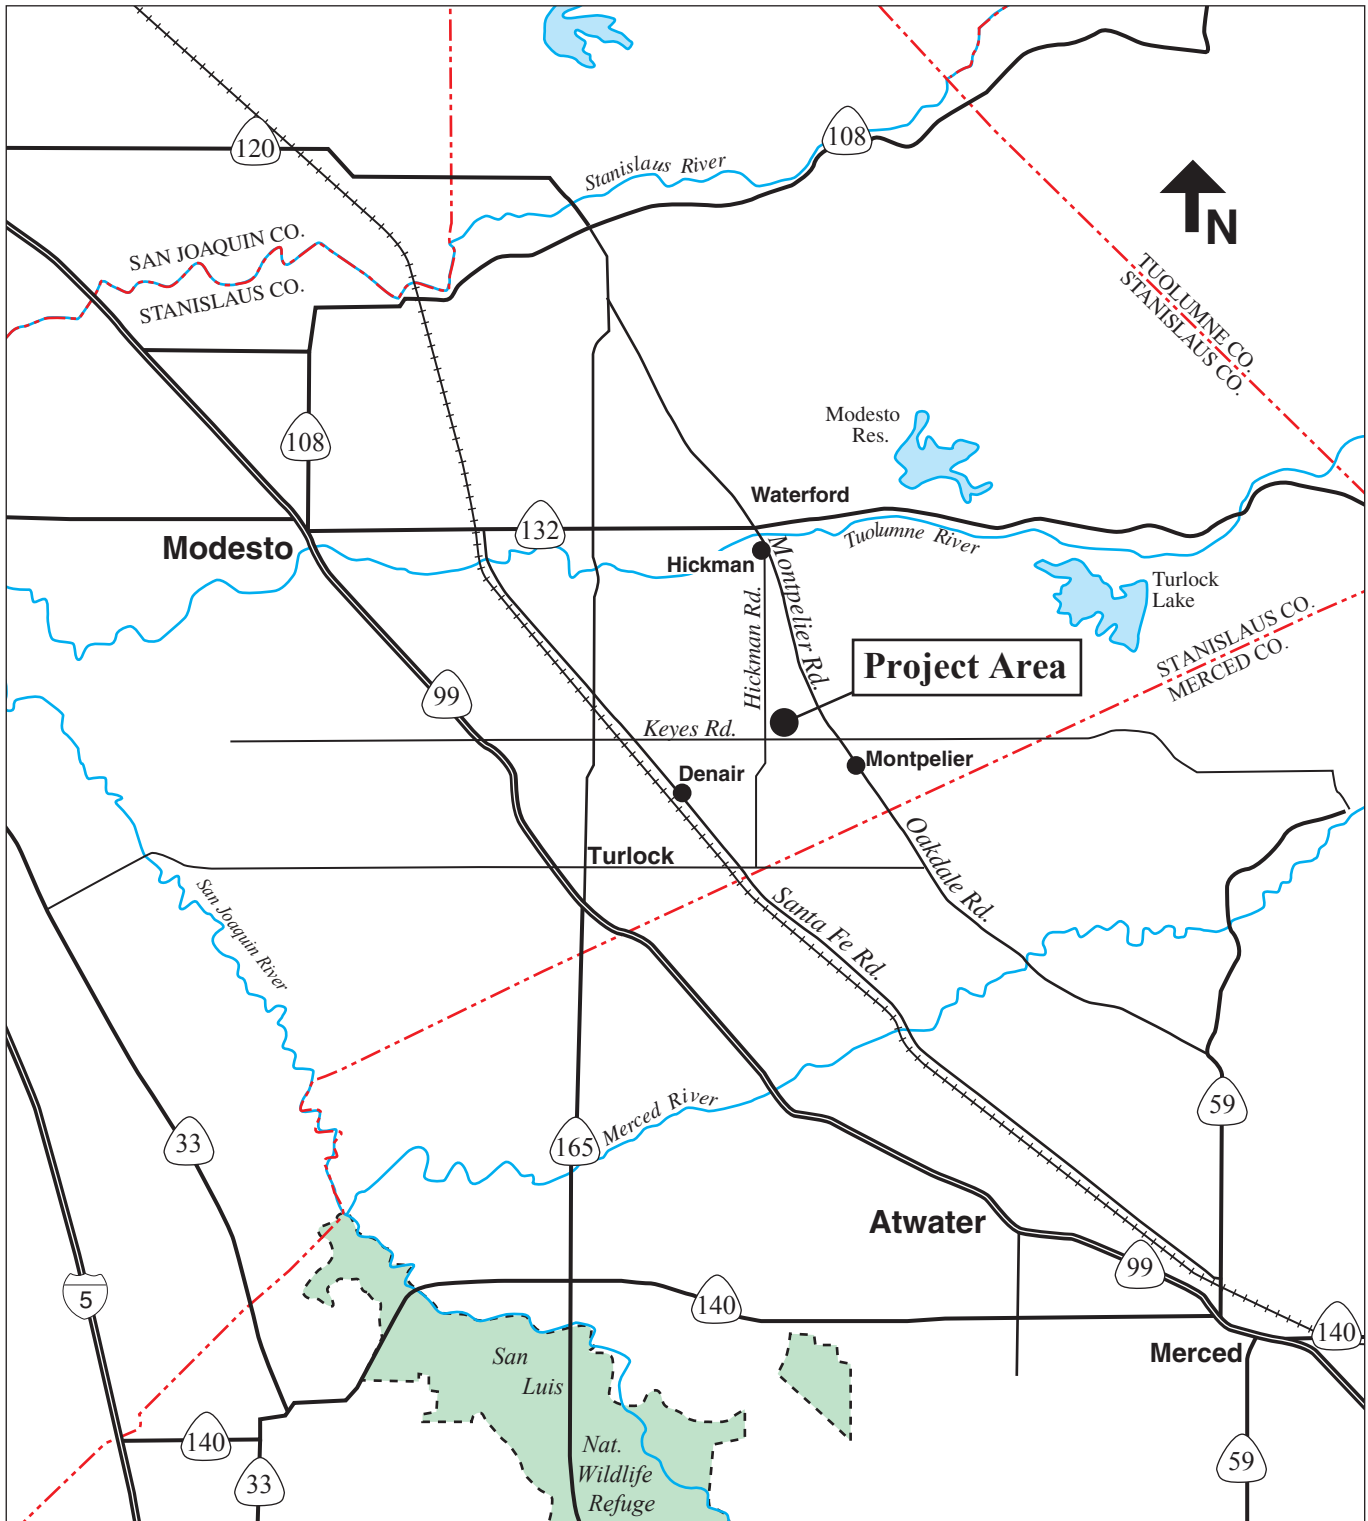 120
108
Stanislaus River
N
SAN JOAQUIN CO.
STANISLAUS CO.
TUOLUMNE CO.
STANISLAUS CO.
108
Modesto
Res.
Waterford
132
Tuolumne River
Modesto
Hickman
Montpelier Rd.
Hickman Rd.
Turlock
Lake
STANISLAUS CO.
MERCED CO.
Project Area
99
Keyes Rd.
Montpelier
Denair
Oakdale Rd.
Turlock
San Joaquin River
Santa Fe Rd.
59
Merced River
33
165
Atwater
99
5
140
140
Merced
San
Luis
140
Nat.
Wildlife
Refuge
33
59